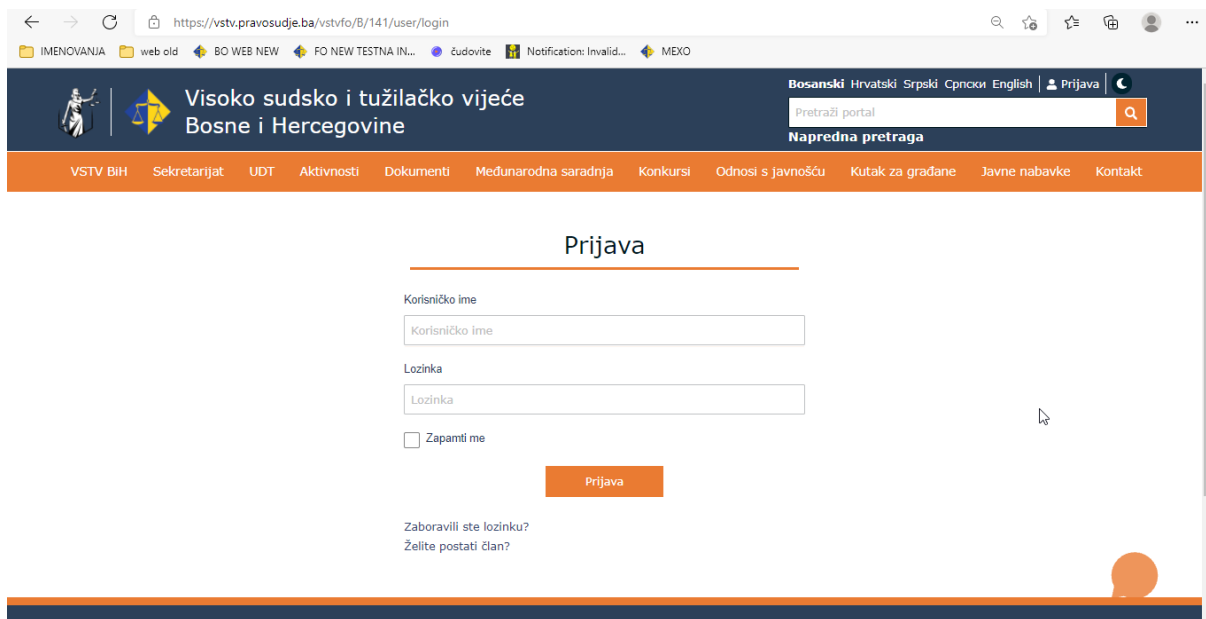 https://vstv.pravosudje.ba/vstvfo/B/141/user/login
IMENOVANJA web old BO WEB NEW FO NEW TESTNA IN... čudovite Notification: Invalid... MEXO
Visoko sudsko i tužilačko vijeće
Bosne i Hercegovine
Bosanski Hrvatski Srpski Српски English Prijava
Pretraži portal
Napredna pretraga
VSTV BiH Sekretarijat UDT Aktivnosti Dokumenti Međunarodna saradnja Konkursi Odnosi s javnošću Kutak za građane Javne nabavke Kontakt
Prijava
Korisničko ime
Korisničko ime
Lozinka
Lozinka
Zapamti me
Prijava
Zaboravili ste lozinku?
Želite postati član?